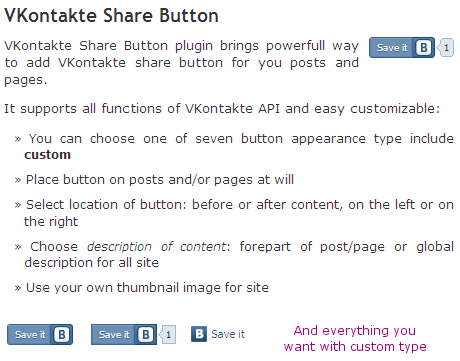 VKontakte Share Button
VKontakte Share Button plugin brings powerfull way
Save it B 1
to add VKontakte share button for you posts and
pages.
It supports all functions of VKontakte API and easy customizable:
» You can choose one of seven button appearance type include
custom
» Place button on posts and/or pages at will
» Select location of button: before or after content, on the left or on
the right
» Choose description of content: forepart of post/page or global
description for all site
» Use your own thumbnail image for site
Save it B
Save it B 1
B Save it
And everything you
want with custom type